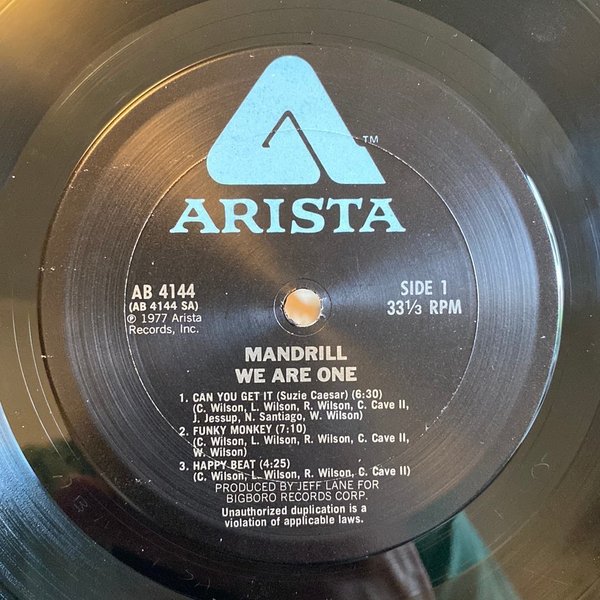 TM
ARISTA
AB 4144
(AB 4144 SA)
℗ 1977 Arista
Records, Inc.
SIDE 1
33⅓ RPM
MANDRILL
WE ARE ONE
1. CAN YOU GET IT (Suzie Caesar) (6:30)
(C. Wilson, L. Wilson, R. Wilson, C. Cave II,
J. Jessup, N. Santiago, W. Wilson)
2. FUNKY MONKEY (7:10)
(C. Wilson, L. Wilson, R. Wilson, C. Cave II,
W. Wilson)
3. HAPPY BEAT (4:25)
(C. Wilson, L. Wilson, R. Wilson, C. Cave II)
PRODUCED BY JEFF LANE FOR
BIGBORO RECORDS CORP.
Unauthorized duplication is a
violation of applicable laws.